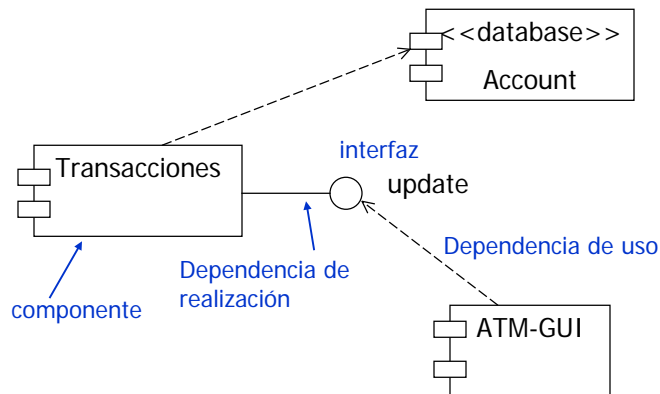 <<database>>
Account
Transacciones
interfaz
update
Dependencia de uso
Dependencia de
realización
componente
ATM-GUI